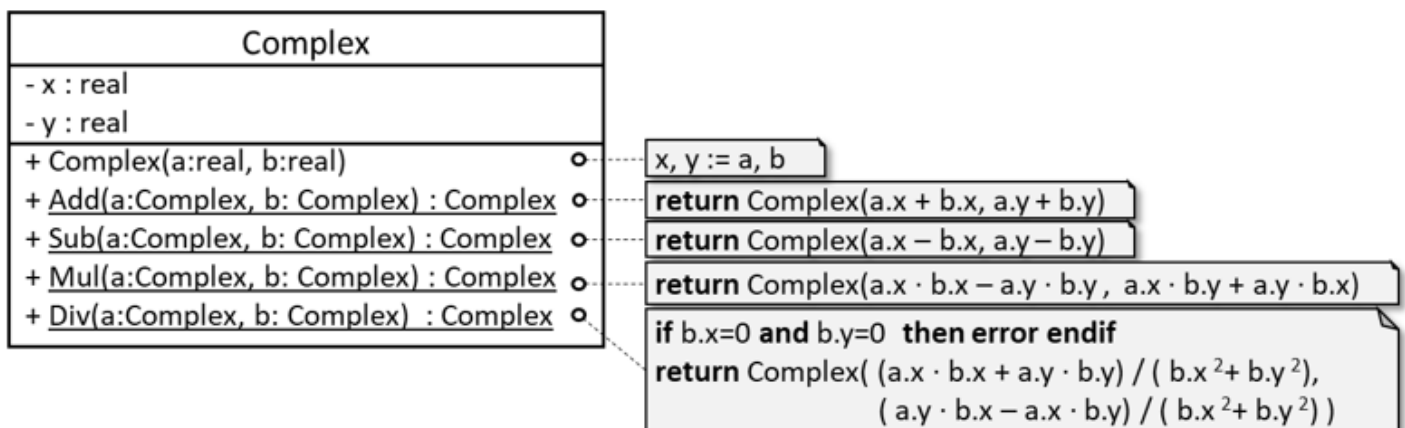 Complex
- x : real
- y : real
+ Complex(a:real, b:real)
x, y := a, b
+ Add(a:Complex, b: Complex) : Complex
return Complex(a.x + b.x, a.y + b.y)
+ Sub(a:Complex, b: Complex) : Complex
return Complex(a.x – b.x, a.y – b.y)
+ Mul(a:Complex, b: Complex) : Complex
return Complex(a.x · b.x – a.y · b.y , a.x · b.y + a.y · b.x)
+ Div(a:Complex, b: Complex) : Complex
if b.x=0 and b.y=0 then error endif
return Complex( (a.x · b.x + a.y · b.y) / ( b.x ²+ b.y ²),
( a.y · b.x – a.x · b.y) / ( b.x ²+ b.y ²) )